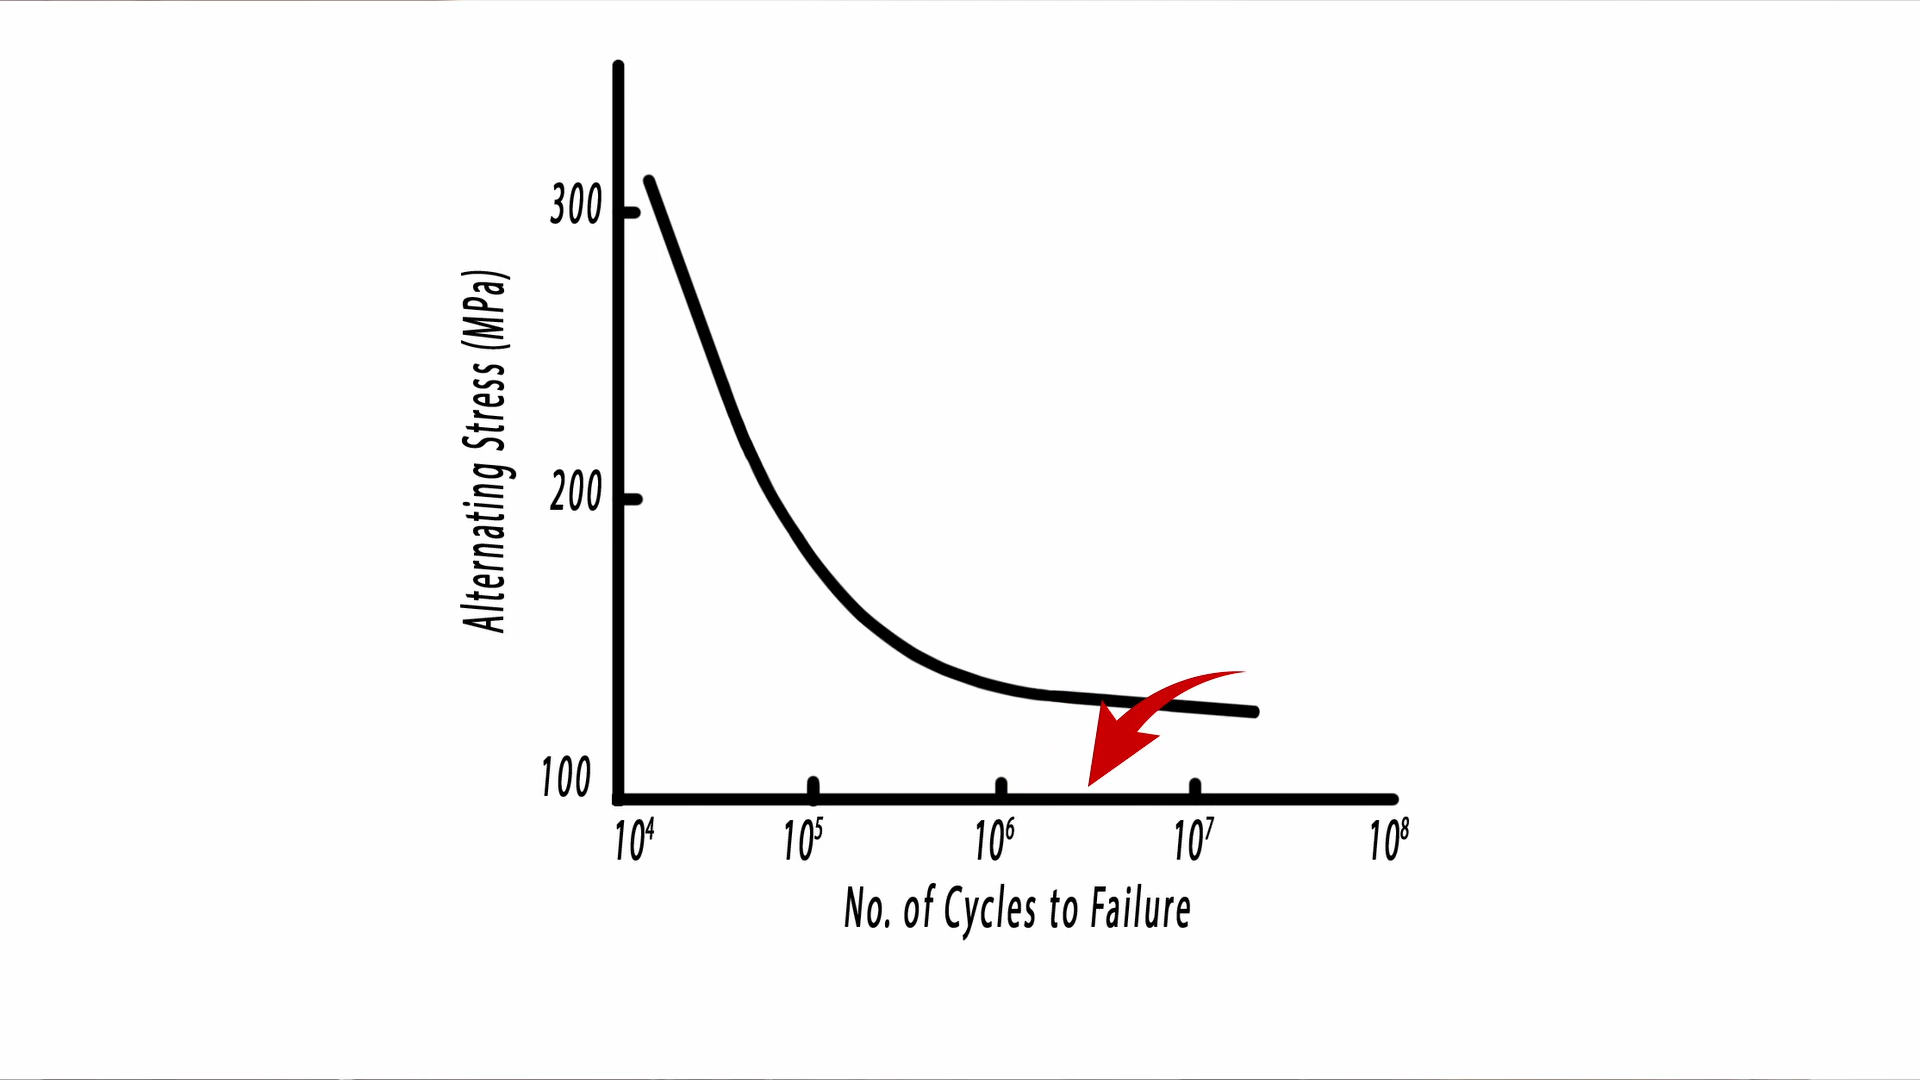 300
Alternating Stress (MPa)
200
100
10⁴ 10⁵ 10⁶ 10⁷ 10⁸
No. of Cycles to Failure